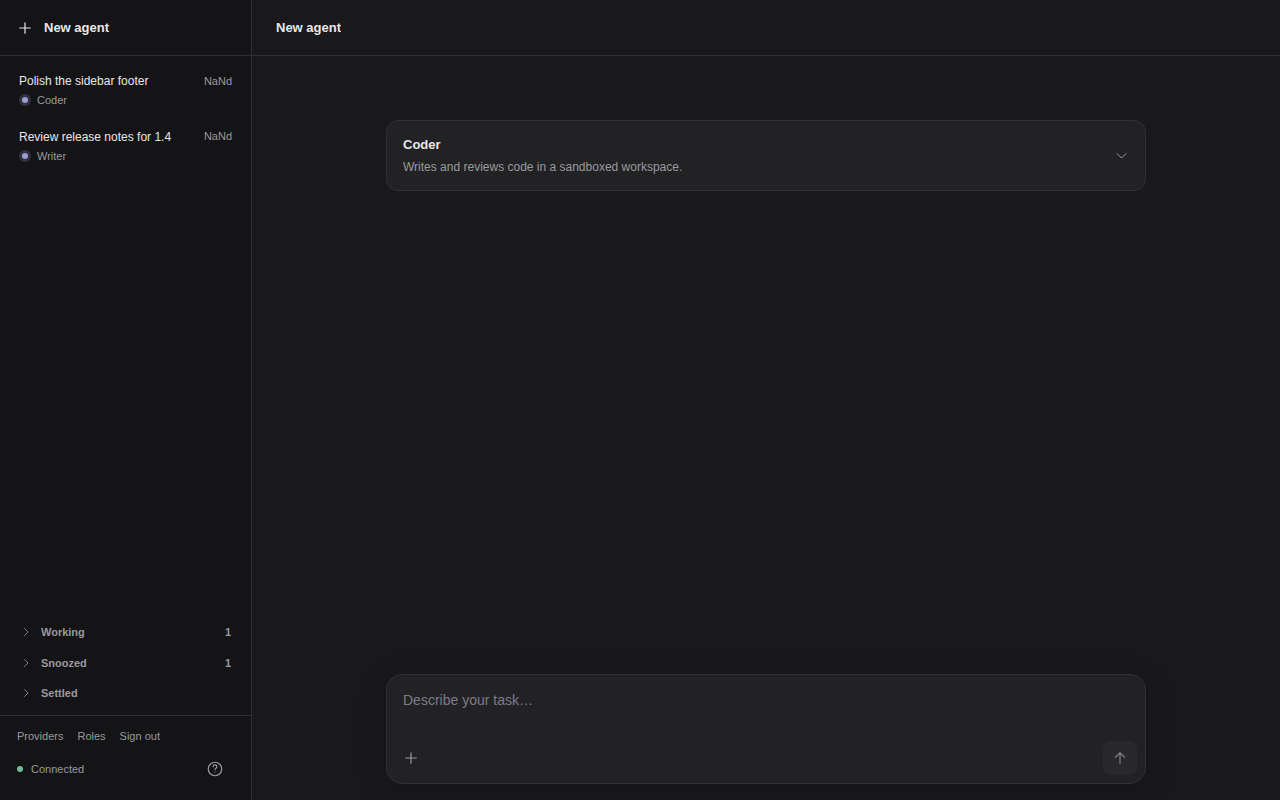 New agent
New agent
Polish the sidebar footer NaNd
Coder
Review release notes for 1.4 NaNd
Writer
Coder
Writes and reviews code in a sandboxed workspace.
Working 1
Snoozed 1
Settled
Describe your task…
Providers Roles Sign out
Connected